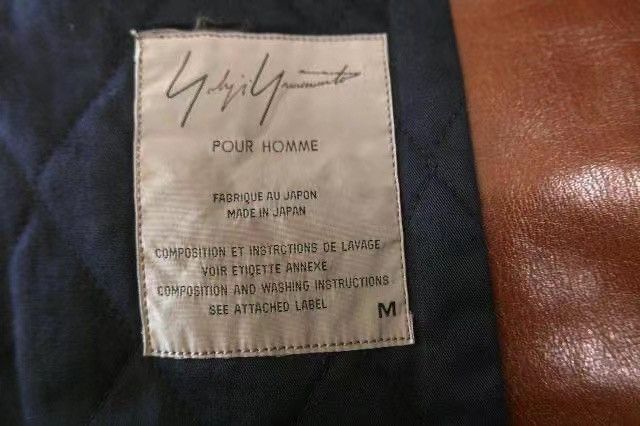 Yohji Yamamoto
POUR HOMME
FABRIQUE AU JAPON
MADE IN JAPAN
COMPOSITION ET INSTRCTIONS DE LAVAGE
VOIR ETIQETTE ANNEXE
COMPOSITION AND WASHING INSTRUCTIONS
SEE ATTACHED LABEL
M